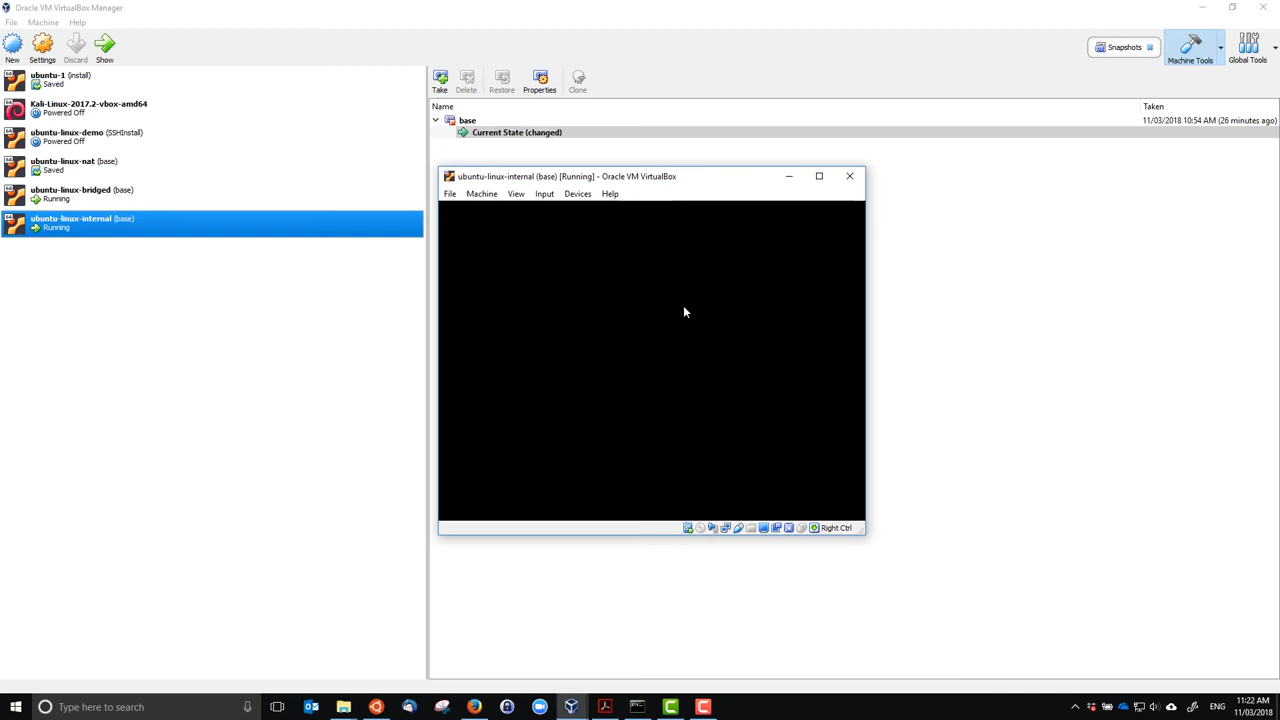 Oracle VM VirtualBox Manager
File Machine Help
New Settings Discard Show
Snapshots
Machine Tools Global Tools
ubuntu-1 (install)
Saved
Kali-Linux-2017.2-vbox-amd64
Powered Off
ubuntu-linux-demo (SSHInstall)
Powered Off
ubuntu-linux-nat (base)
Saved
ubuntu-linux-bridged (base)
Running
ubuntu-linux-internal (base)
Running
Take Delete Restore Properties Clone
Name Taken
base 11/03/2018 10:54 AM (26 minutes ago)
Current State (changed)
ubuntu-linux-internal (base) [Running] - Oracle VM VirtualBox
File Machine View Input Devices Help
Right Ctrl
Type here to search
ENG
11:22 AM
11/03/2018